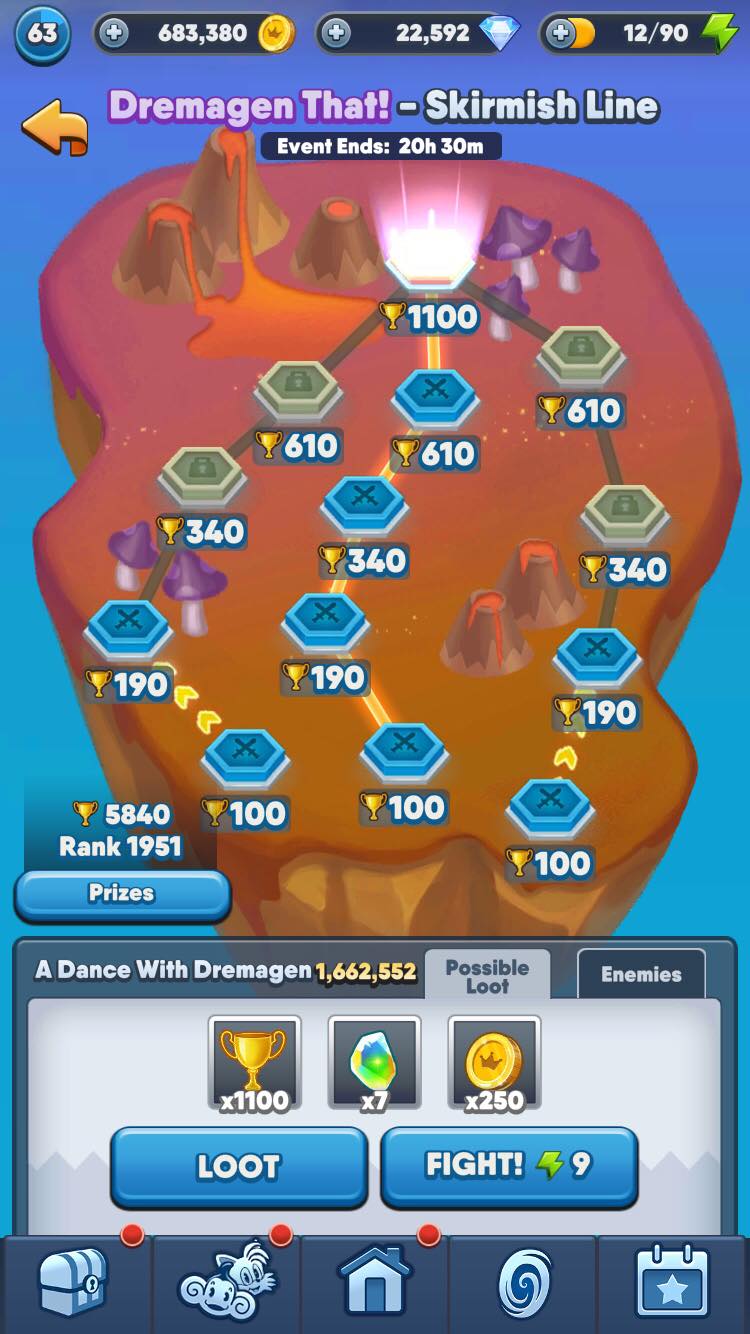 63
683,380
22,592
12/90
Dremagen That! - Skirmish Line
Event Ends: 20h 30m
1100
610
610
610
340
340
340
190
190
190
100
100
100
5840
Rank 1951
Prizes
A Dance With Dremagen 1,662,552
Possible
Loot
Enemies
x1100
x7
x250
LOOT
FIGHT! 9